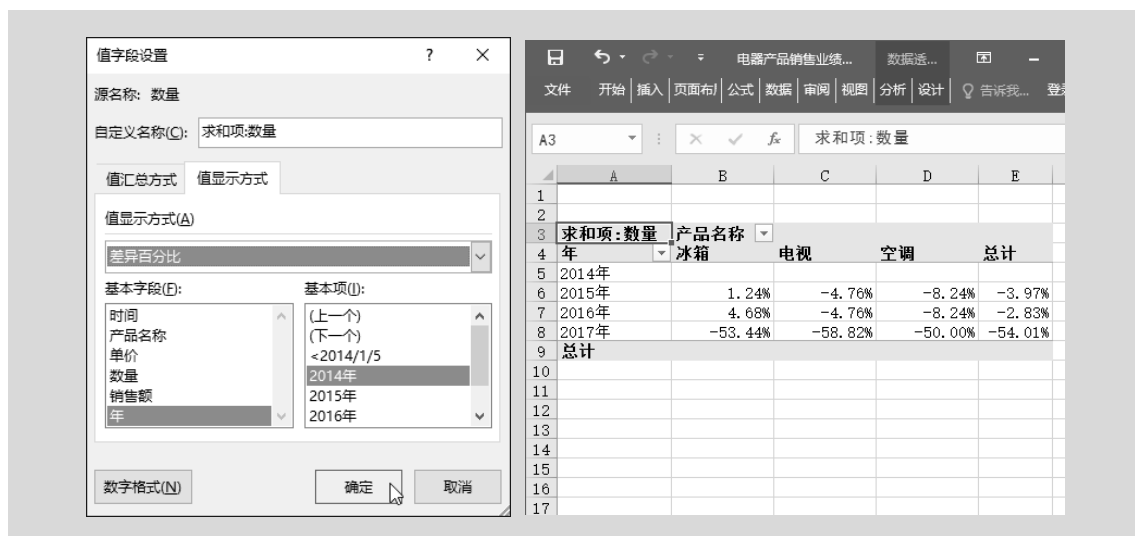 值字段设置 ? ×
源名称: 数量
自定义名称(C): 求和项:数量
值汇总方式 值显示方式
值显示方式(A)
差异百分比
基本字段(F): 基本项(I):
时间 (上一个)
产品名称 (下一个)
单价 <2014/1/5
数量 2014年
销售额 2015年
年 2016年
数字格式(N) 确定 取消
电器产品销售业绩... 数据透...
文件 开始 插入 页面布 公式 数据 审阅 视图 分析 设计 告诉我... 登
A3 fx 求和项:数量
A B C D E
1
2
3 求和项:数量 产品名称
4 年 冰箱 电视 空调 总计
5 2014年
6 2015年 1.24% -4.76% -8.24% -3.97%
7 2016年 4.68% -4.76% -8.24% -2.83%
8 2017年 -53.44% -58.82% -50.00% -54.01%
9 总计
10
11
12
13
14
15
16
17